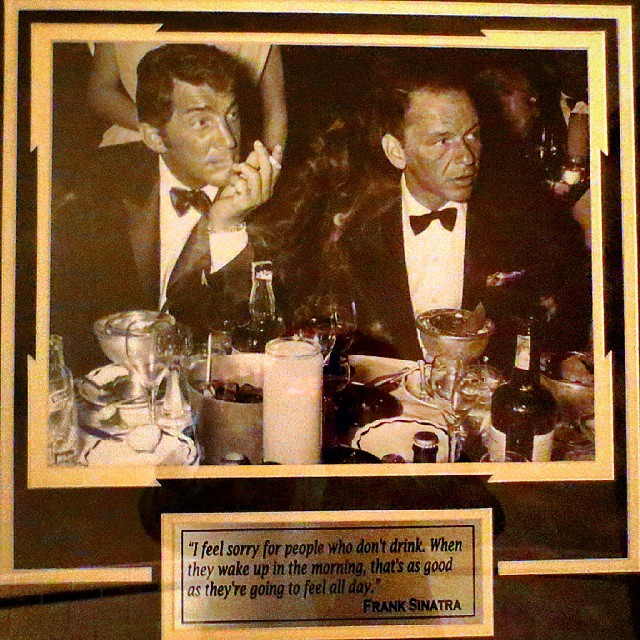 "I feel sorry for people who don't drink. When
they wake up in the morning, that's as good
as they're going to feel all day."
FRANK SINATRA